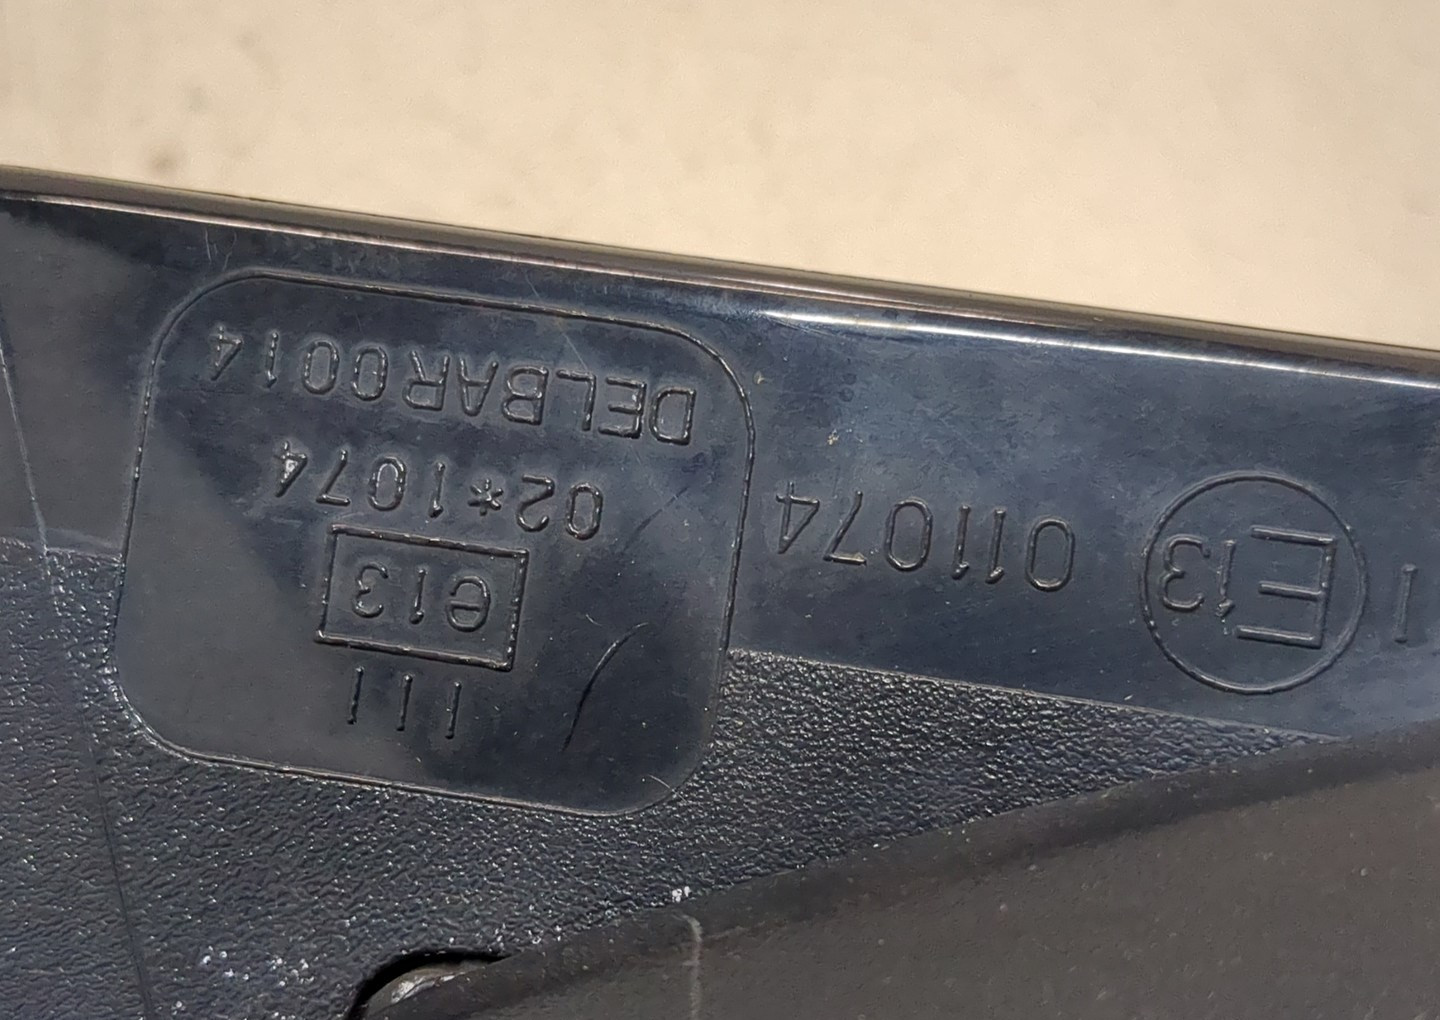 I E13 011074
III
e13
02*1074
DELBAR0014